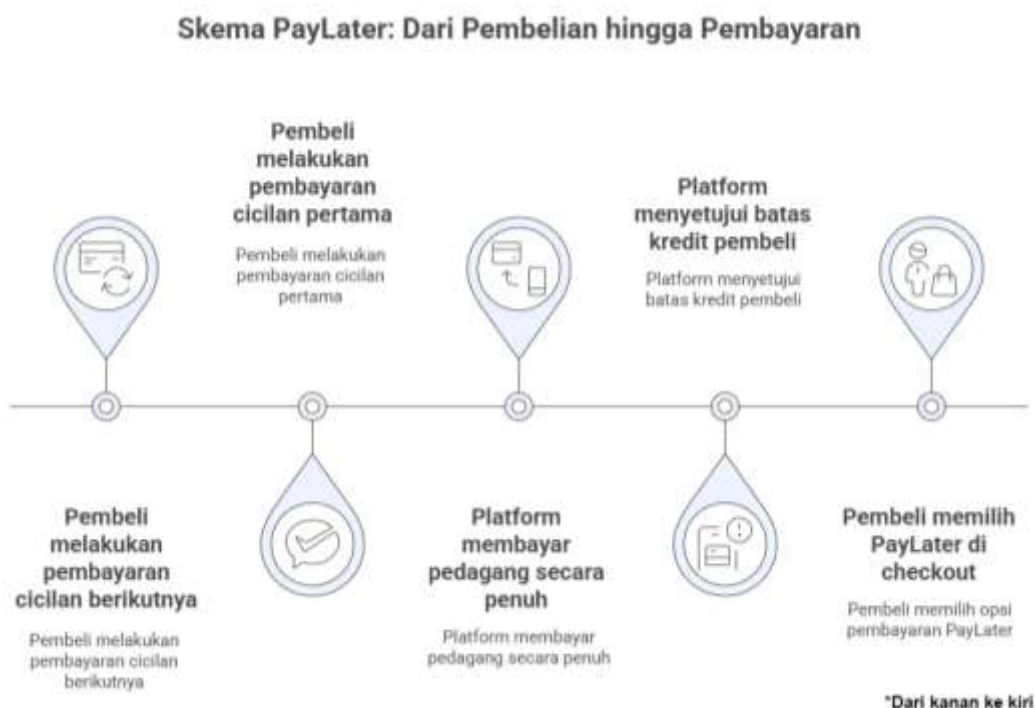 Skema PayLater: Dari Pembelian hingga Pembayaran
Pembeli
melakukan
pembayaran
cicilan pertama
Pembeli melakukan
pembayaran cicilan
pertama
Platform
menyetujui batas
kredit pembeli
Platform menyetujui
batas kredit pembeli
Pembeli
melakukan
pembayaran
cicilan berikutnya
Pembeli melakukan
pembayaran cicilan
berikutnya
Platform
membayar
pedagang secara
penuh
Platform membayar
pedagang secara penuh
Pembeli memilih
PayLater di
checkout
Pembeli memilih opsi
pembayaran PayLater
*Dari kanan ke kiri